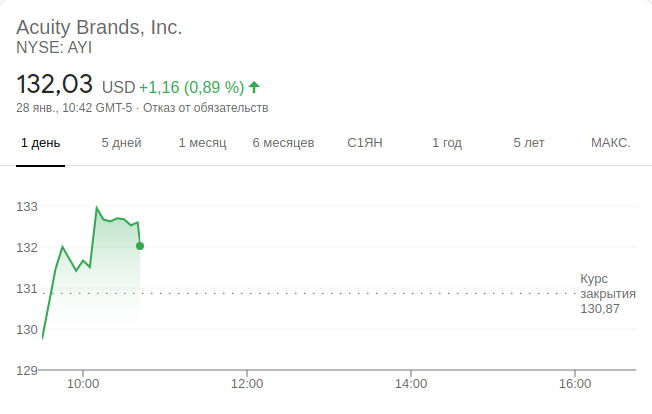 Acuity Brands, Inc.
NYSE: AYI
132,03 USD +1,16 (0,89 %)
28 янв., 10:42 GMT-5 · Отказ от обязательств
1 день 5 дней 1 месяц 6 месяцев С1ЯН 1 год 5 лет МАКС.
133
132
131
130
129
Курс
закрытия
130,87
10:00 12:00 14:00 16:00